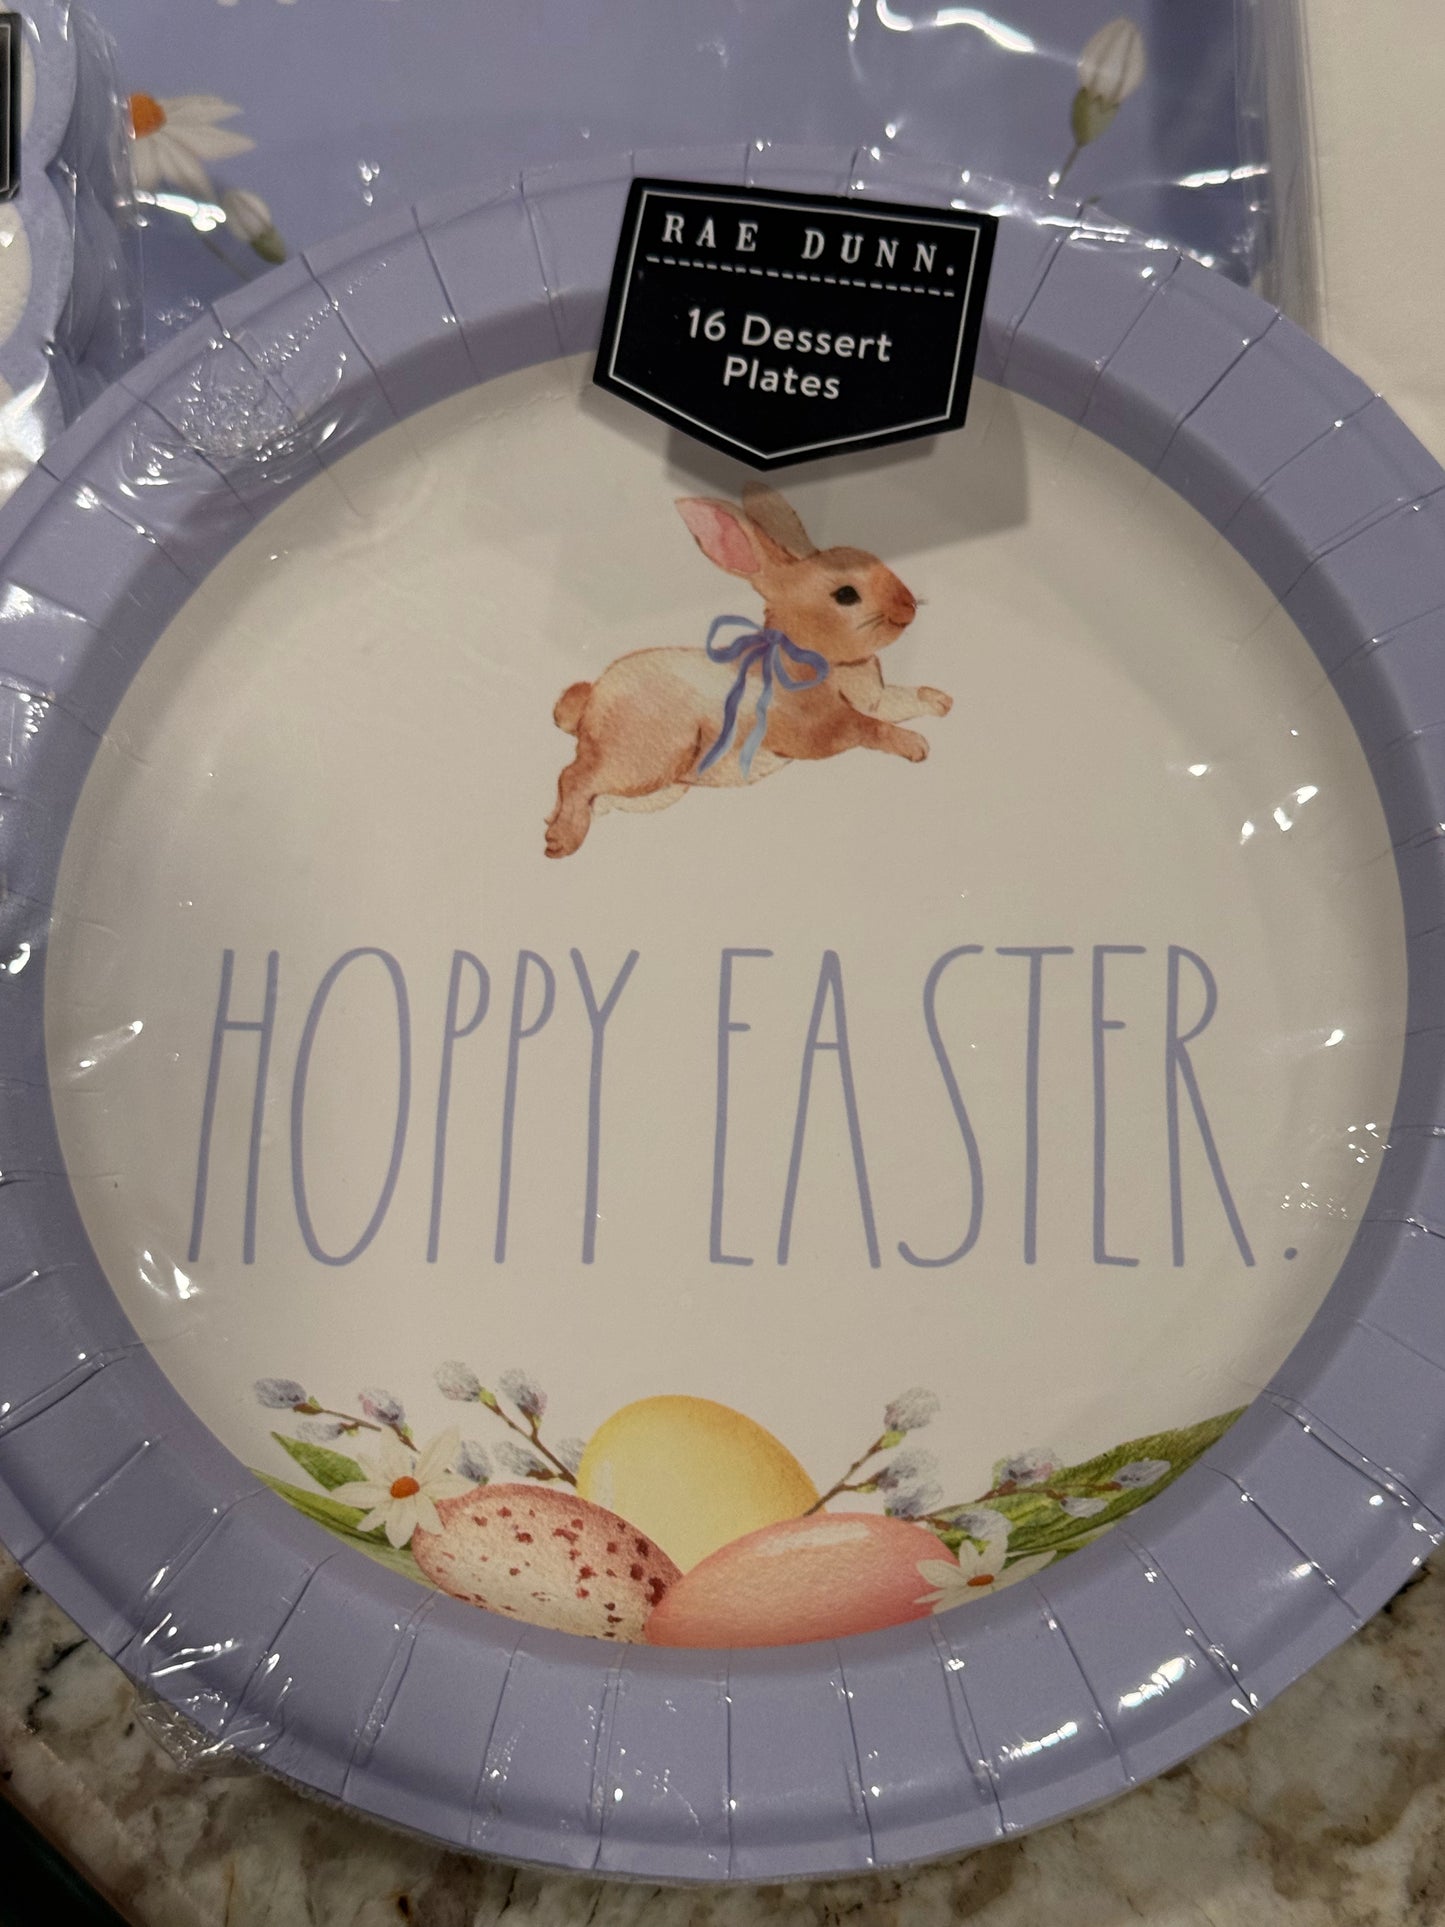 RAE DUNN.
16 Dessert
Plates
HOPPY EASTER.